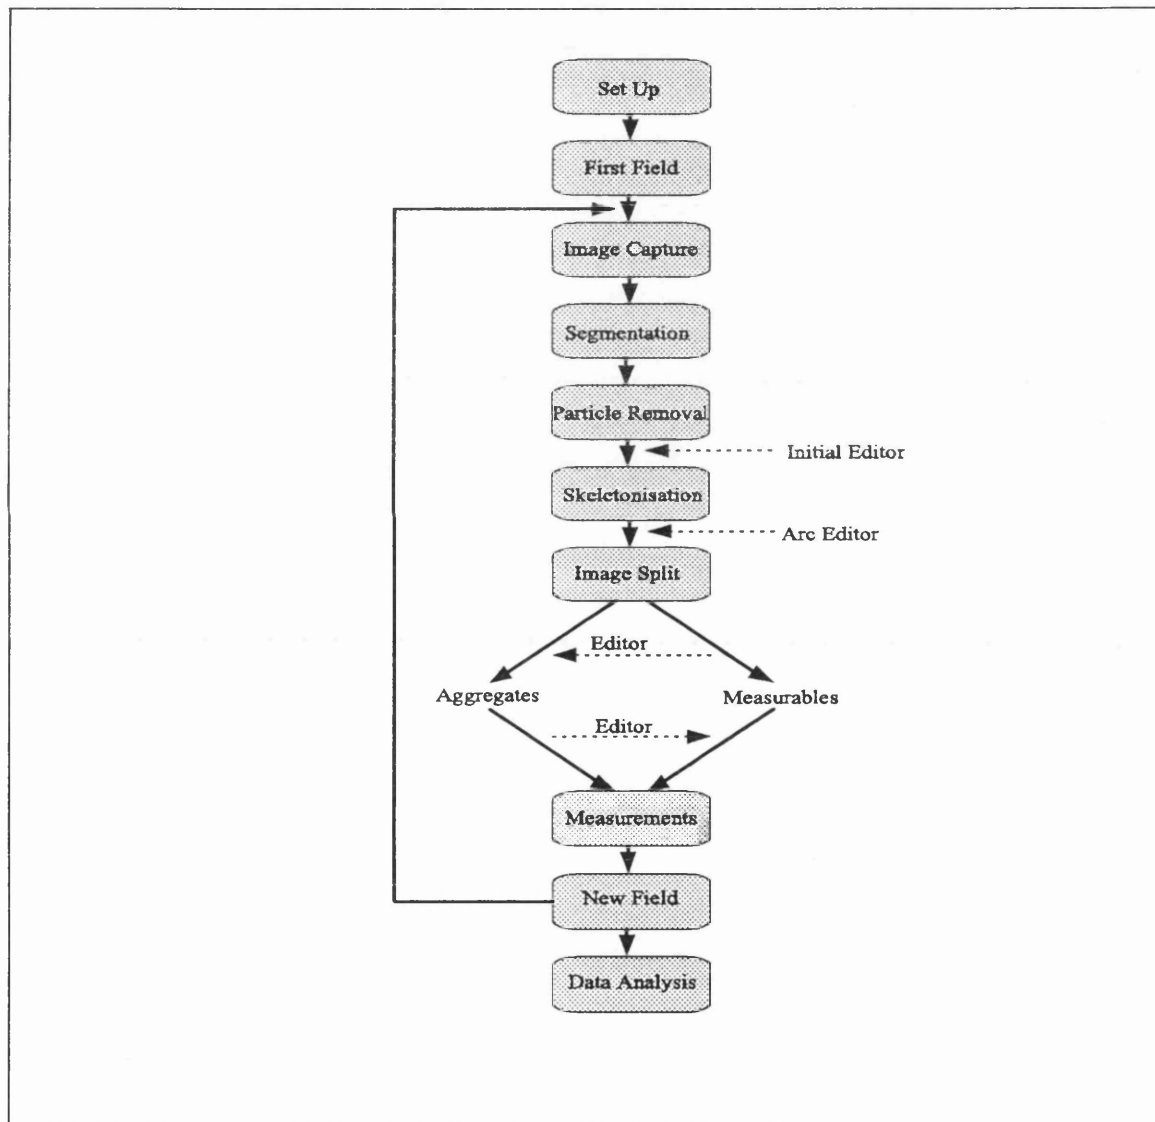 Set Up
First Field
Image Capture
Segmentation
Particle Removal
Initial Editor
Skeletonisation
Arc Editor
Image Split
Editor
Aggregates
Measurables
Editor
Measurements
New Field
Data Analysis